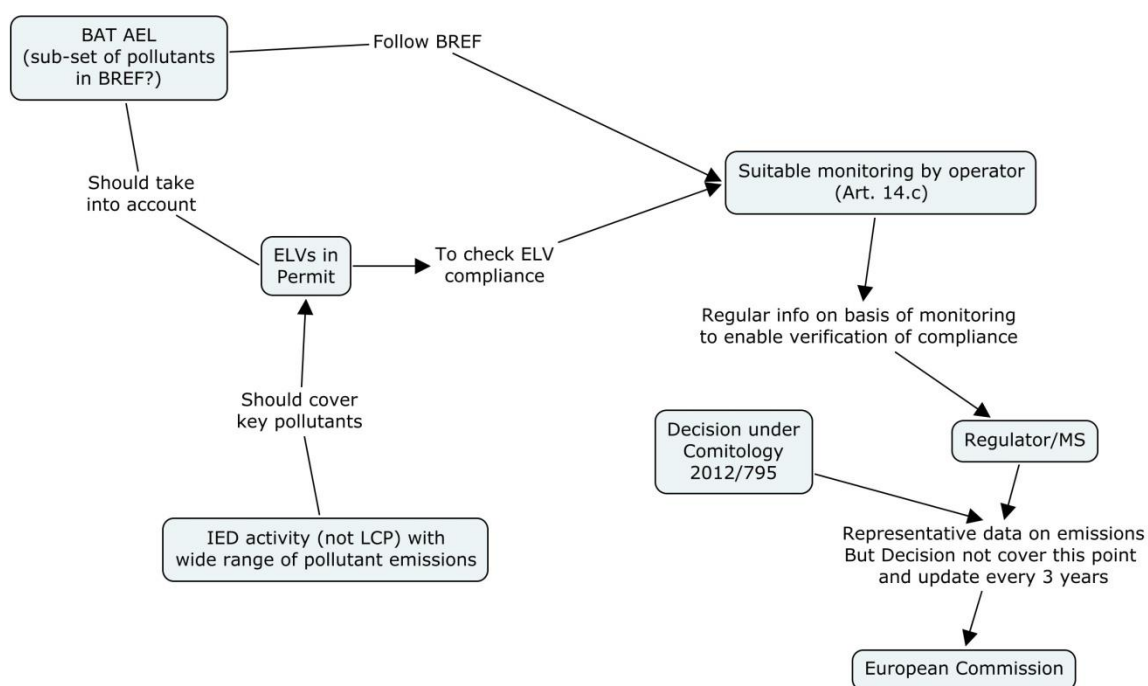 BAT AEL
(sub-set of pollutants
in BREF?)
Follow BREF
Should take
into account
Suitable monitoring by operator
(Art. 14.c)
ELVs in
Permit
To check ELV
compliance
Regular info on basis of monitoring
to enable verification of compliance
Should cover
key pollutants
Decision under
Comitology
2012/795
Regulator/MS
IED activity (not LCP) with
wide range of pollutant emissions
Representative data on emissions
But Decision not cover this point
and update every 3 years
European Commission